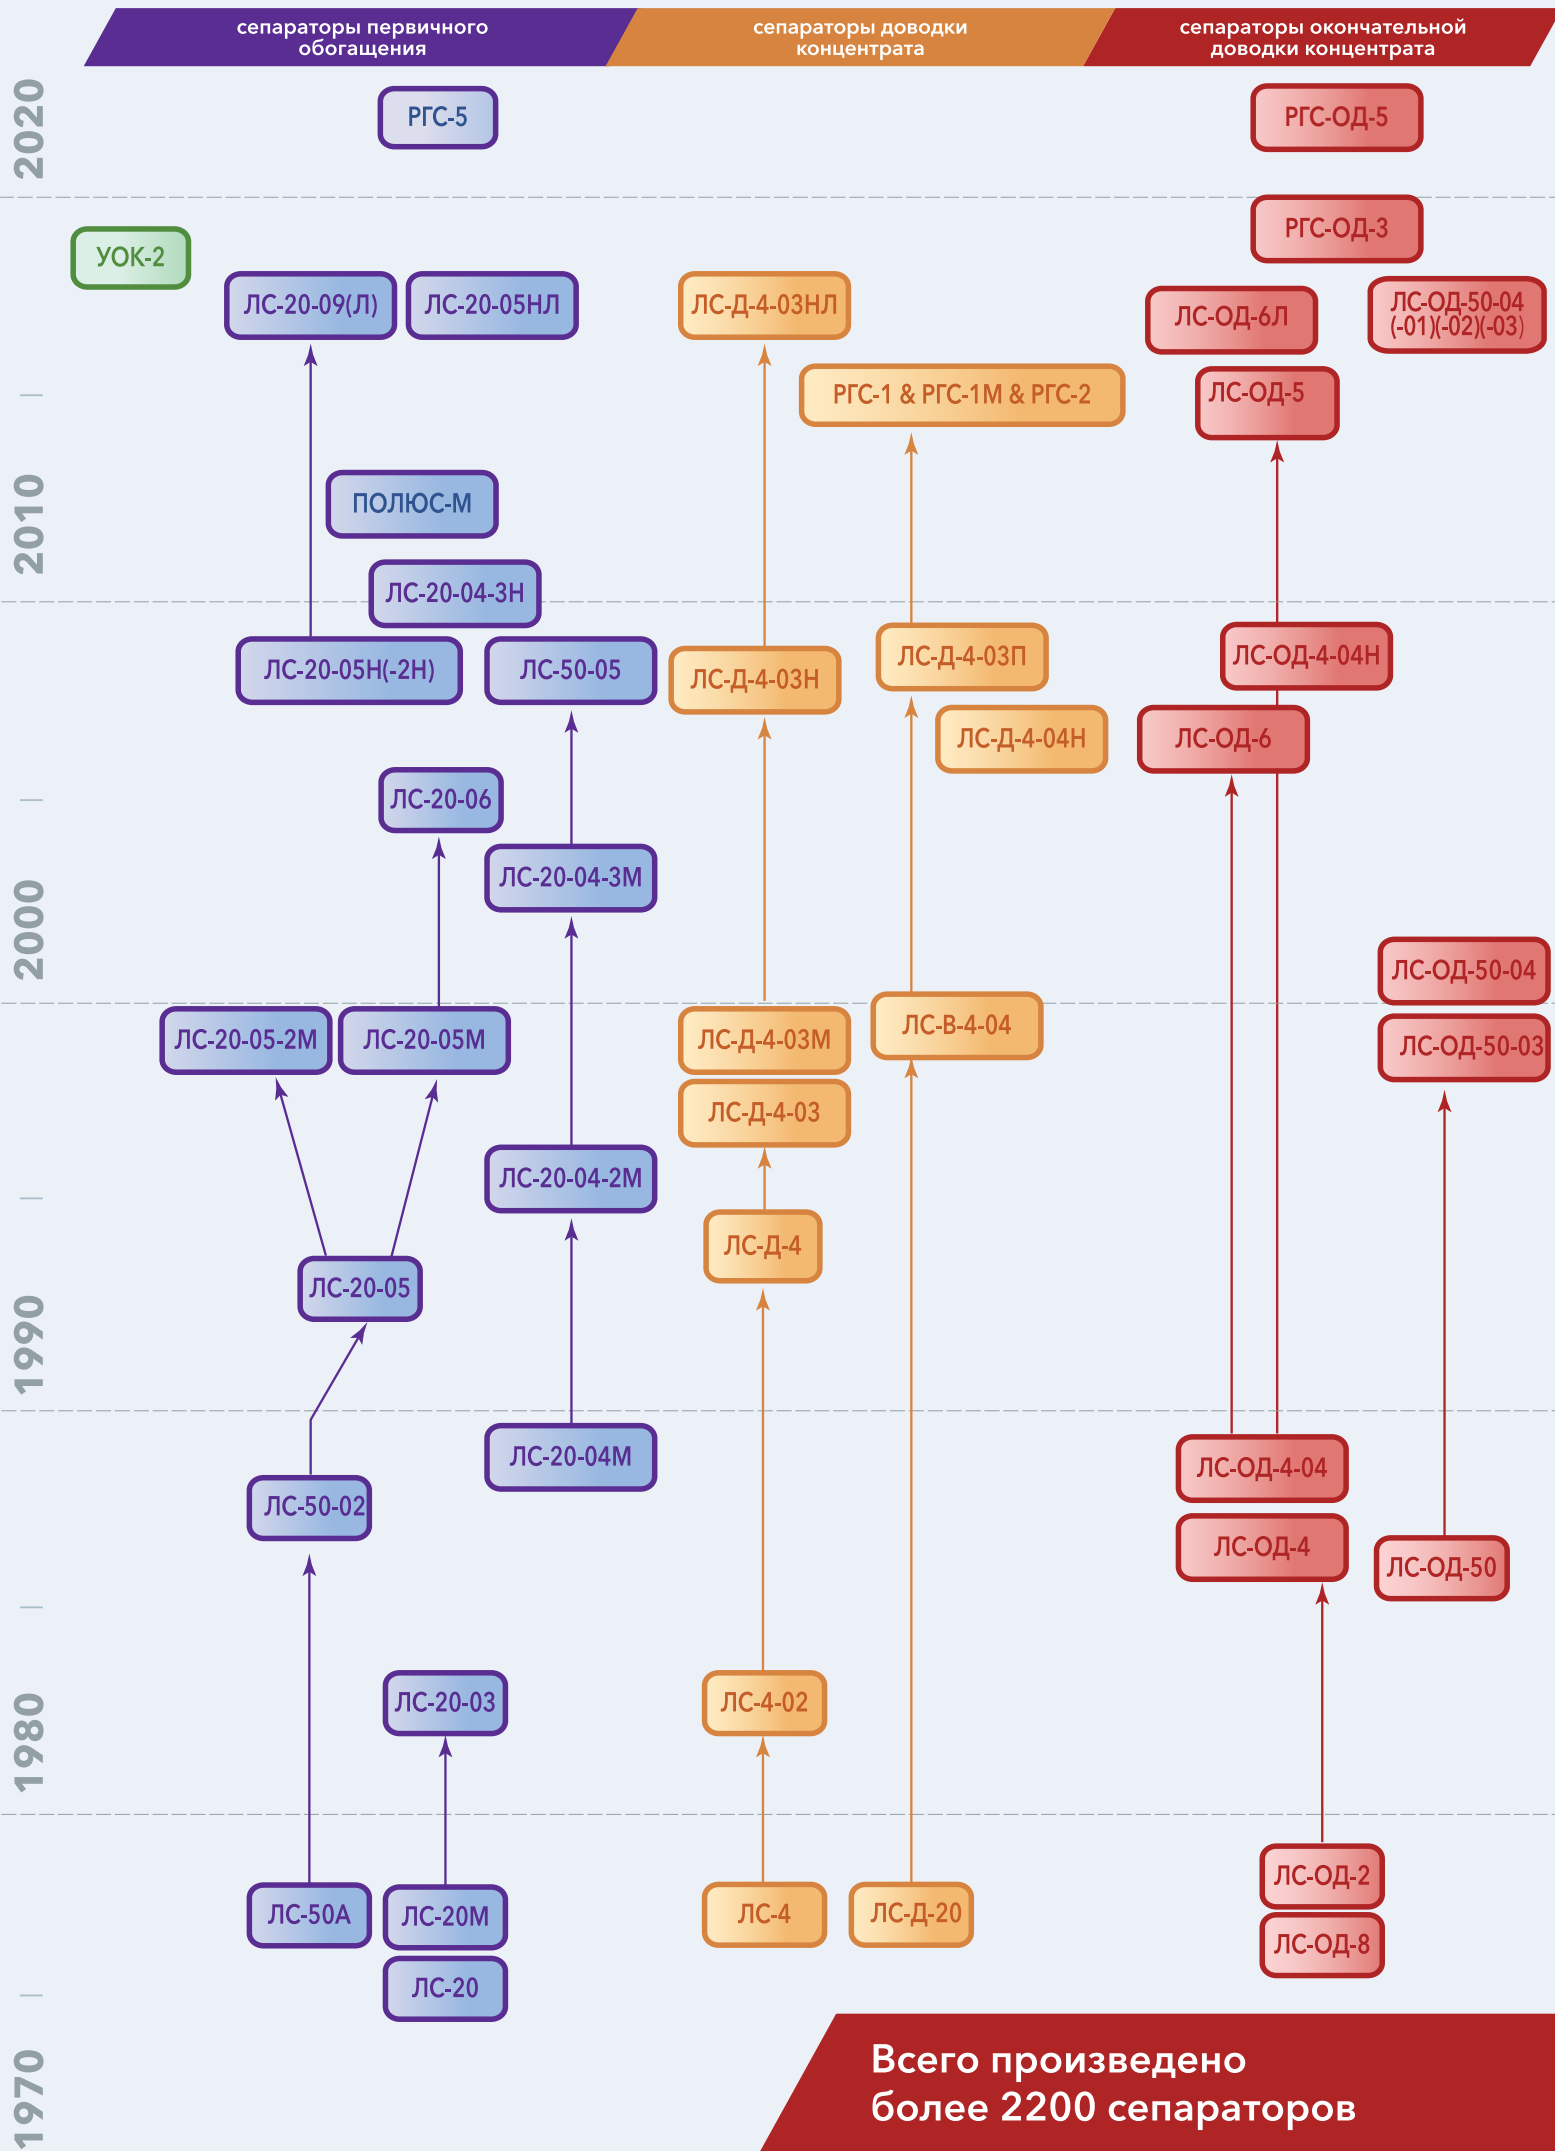 сепараторы первичного
обогащения
сепараторы доводки
концентрата
сепараторы окончательной
доводки концентрата
2020
РГС-5
РГС-ОД-5
РГС-ОД-3
УОК-2
ЛС-20-09(Л)
ЛС-20-05НЛ
ЛС-Д-4-03НЛ
ЛС-ОД-6Л
ЛС-ОД-50-04
(-01)(-02)(-03)
РГС-1 & РГС-1М & РГС-2
ЛС-ОД-5
2010
ПОЛЮС-М
ЛС-20-04-3Н
ЛС-20-05Н(-2Н)
ЛС-50-05
ЛС-Д-4-03Н
ЛС-Д-4-03П
ЛС-ОД-4-04Н
ЛС-Д-4-04Н
ЛС-ОД-6
ЛС-20-06
ЛС-20-04-3М
2000
ЛС-ОД-50-04
ЛС-20-05-2М
ЛС-20-05М
ЛС-Д-4-03М
ЛС-В-4-04
ЛС-ОД-50-03
ЛС-Д-4-03
ЛС-20-04-2М
ЛС-Д-4
ЛС-20-05
1990
ЛС-20-04М
ЛС-ОД-4-04
ЛС-50-02
ЛС-ОД-4
ЛС-ОД-50
1980
ЛС-20-03
ЛС-4-02
ЛС-ОД-2
ЛС-50А
ЛС-20М
ЛС-4
ЛС-Д-20
ЛС-ОД-8
ЛС-20
1970
Всего произведено
более 2200 сепараторов